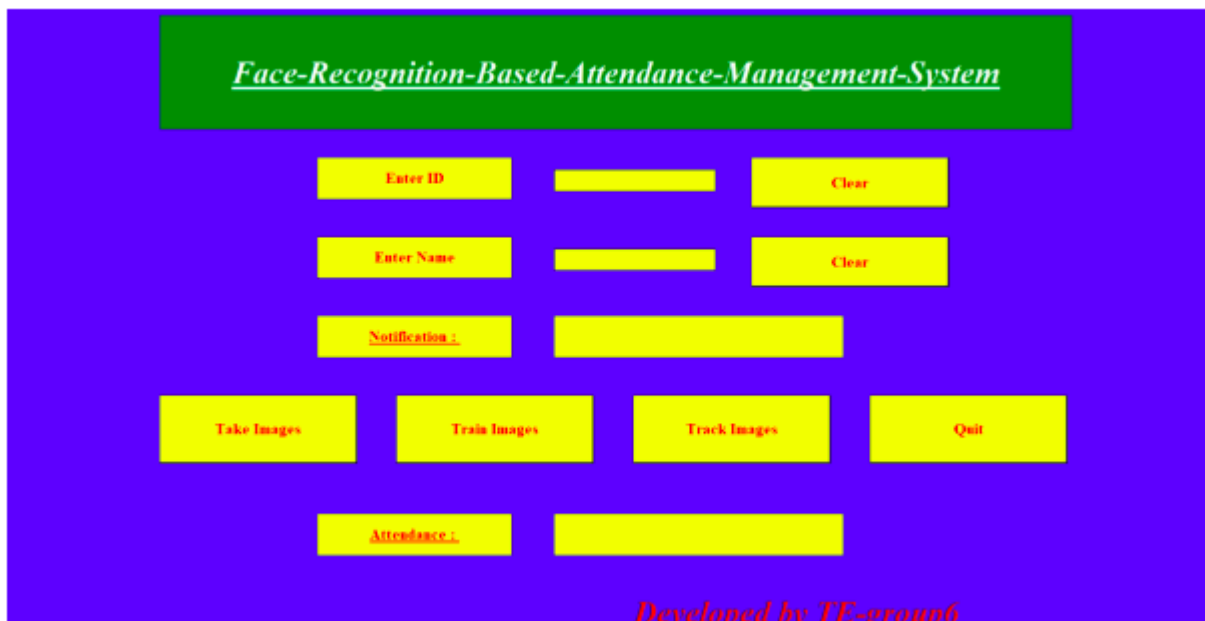 Face-Recognition-Based-Attendance-Management-System
Enter ID
Clear
Enter Name
Clear
Notification :
Take Images
Train Images
Track Images
Quit
Attendance :
Developed by TE-group6